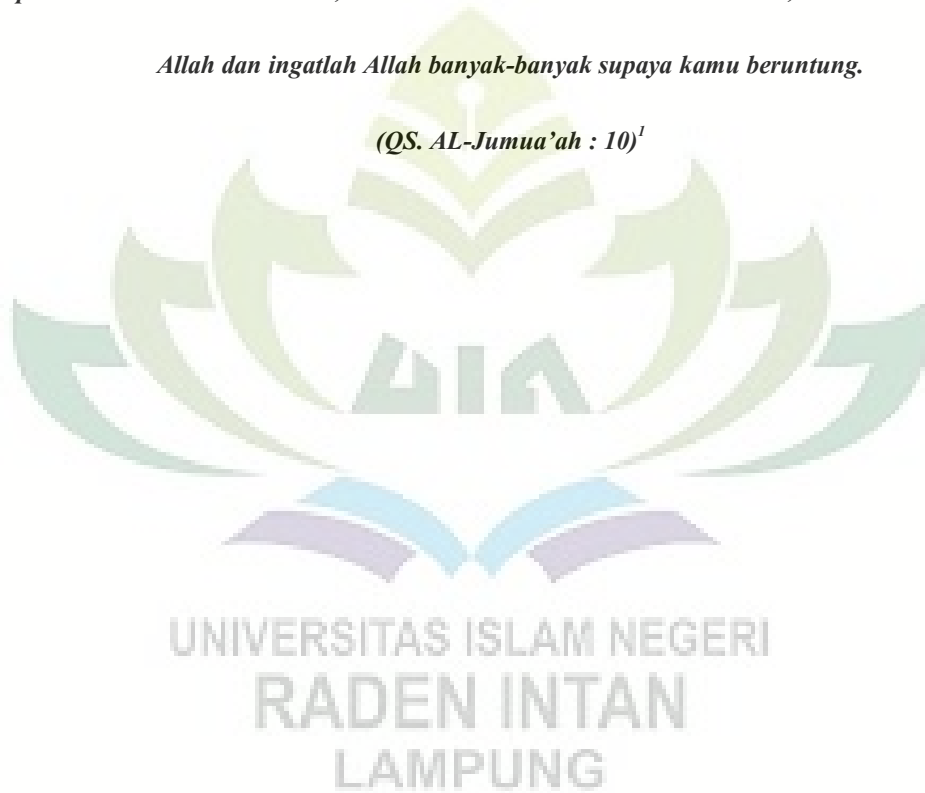 Allah dan ingatlah Allah banyak-banyak supaya kamu beruntung.
(QS. AL-Jumua’ah : 10)1
UIN
UNIVERSITAS ISLAM NEGERI
RADEN INTAN
LAMPUNG